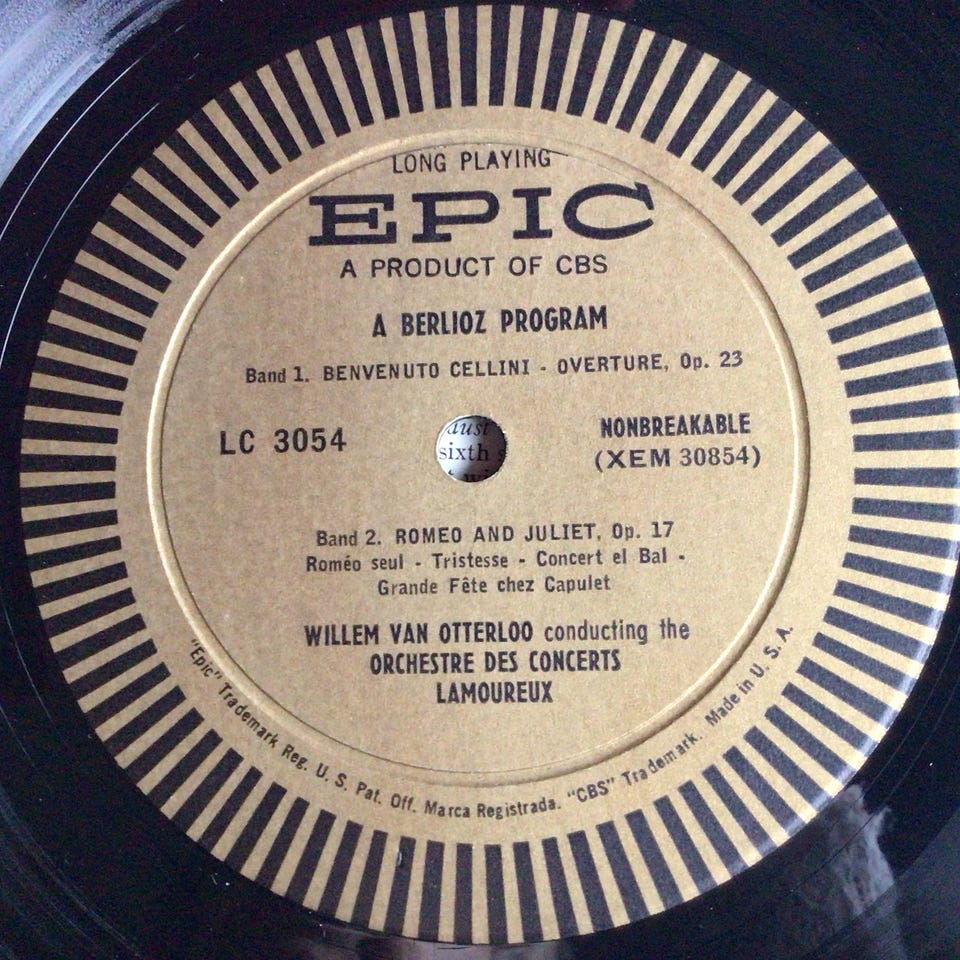 LONG PLAYING
EPIC
A PRODUCT OF CBS
A BERLIOZ PROGRAM
Band 1. BENVENUTO CELLINI - OVERTURE, Op. 23
LC 3054
NONBREAKABLE
(XEM 30854)
sixth
Band 2. ROMEO AND JULIET, Op. 17
Roméo seul - Tristesse - Concert el Bal -
Grande Fête chez Capulet
WILLEM VAN OTTERLOO conducting the
ORCHESTRE DES CONCERTS
LAMOUREUX
"Epic" Trademark Reg. U. S. Pat. Off. Marca Registrada. "CBS" Trademark. Made in U. S. A.